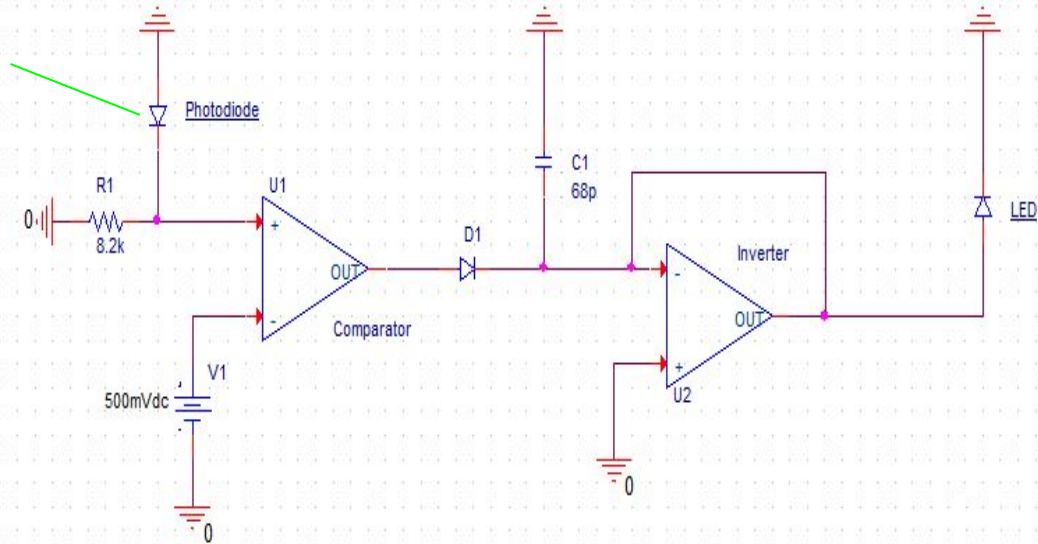 Photodiode
R1
0
8.2k
U1
+
-
OUT
Comparator
V1
500mVdc
0
D1
C1
68p
Inverter
-
+
OUT
U2
0
LED